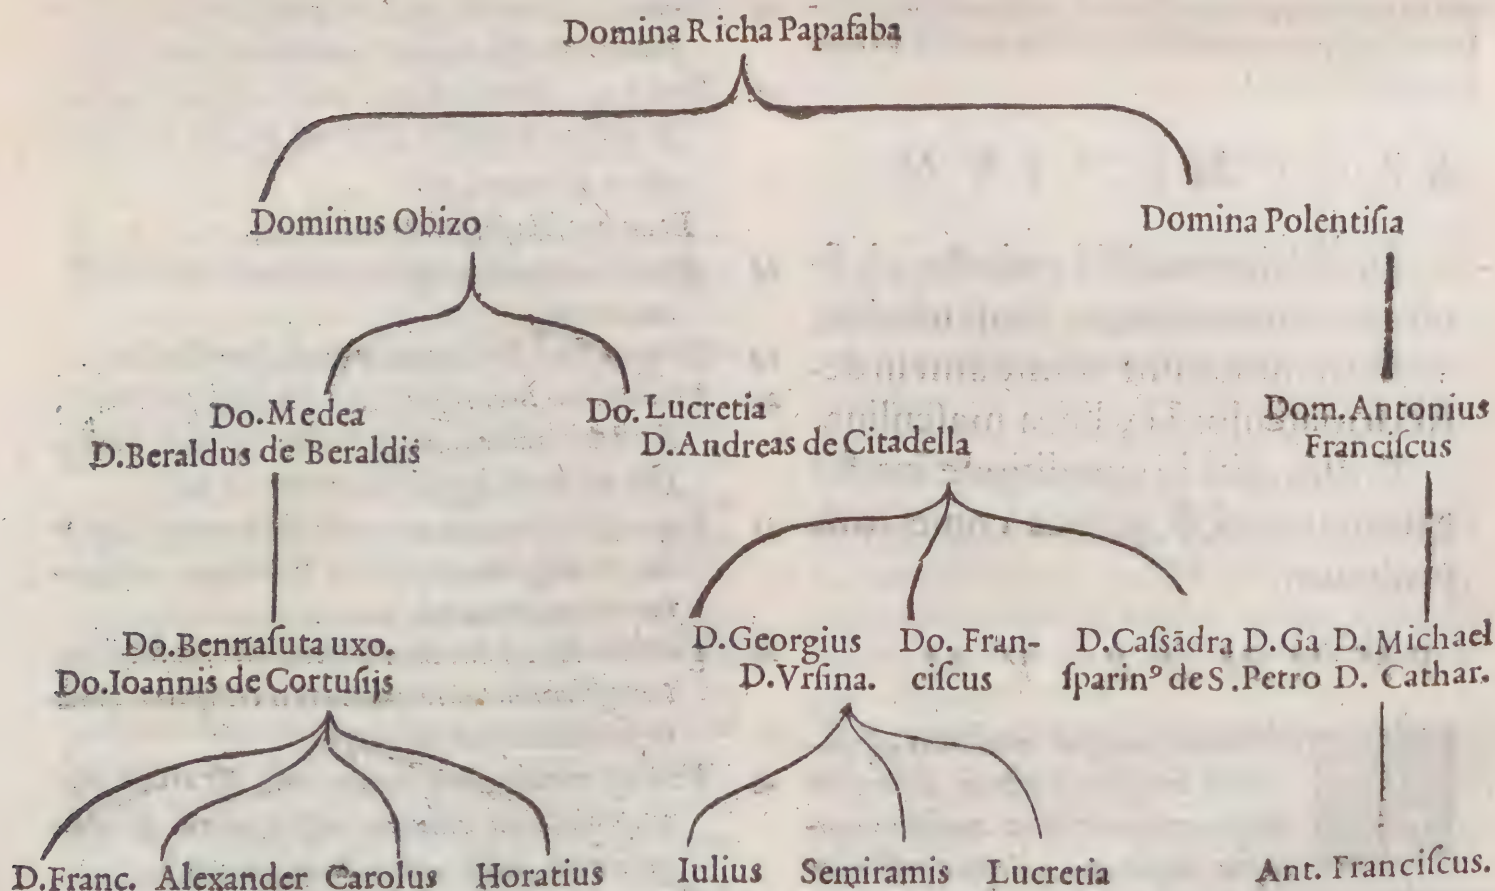 Domina Richa Papafaba
Dominus Obizo
Domina Polentiſia
Do. Medea
D. Beraldus de Beraldis
Do. Lucretia
D. Andreas de Citadella
Dom. Antonius
Franciſcus
Do. Bennaſuta uxo.
Do. Ioannis de Cortuſijs
D. Georgius
D. Vrſina.
Do. Fran-
ciſcus
D. Caſsãdra D. Ga
ſparinꝰ de S. Petro
D. Michael
D. Cathar.
D. Franc. Alexander Carolus Horatius Iulius Semiramis Lucretia Ant. Franciſcus.